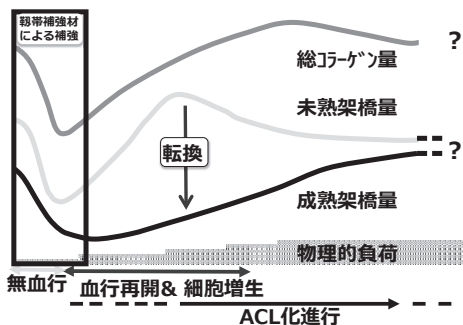 靱帯補強材
による補強
?
総ｺﾗｰｹﾞﾝ量
未熟架橋量
転換
?
成熟架橋量
物理的負荷
無血行
血行再開& 細胞増生
ACL化進行